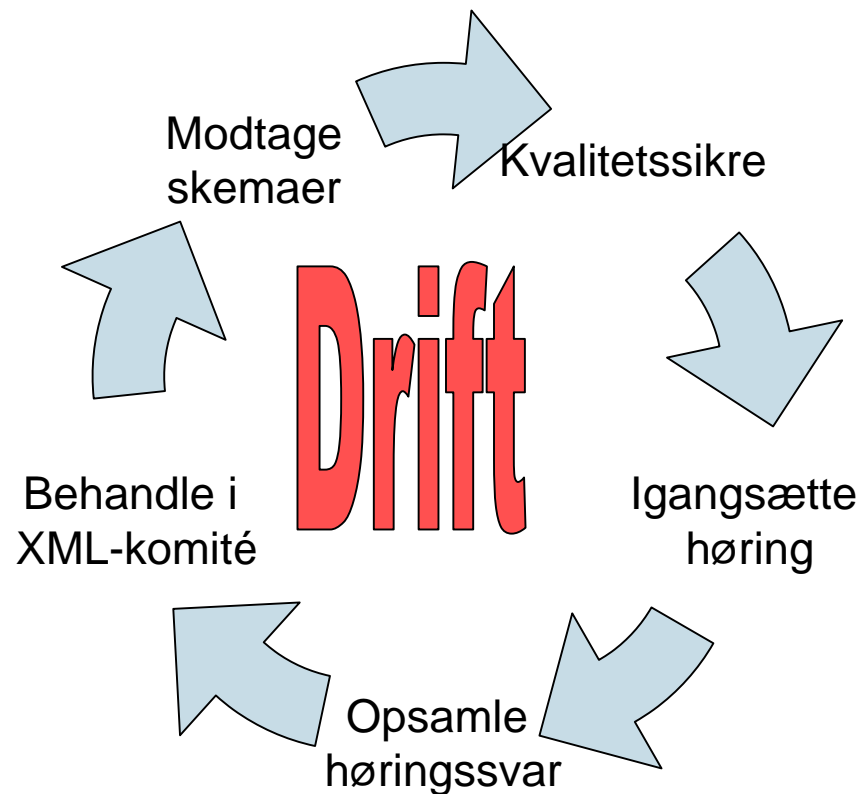 Modtage
skemaer
Kvalitetssikre
Drift
Behandle i
XML-komité
Igangsætte
høring
Opsamle
høringssvar